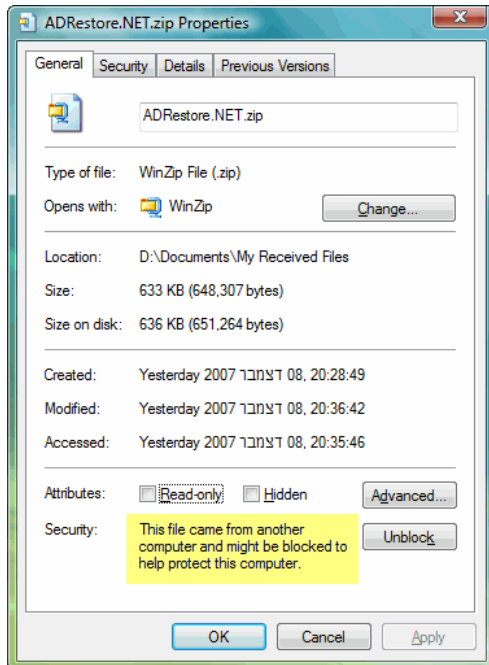 ADRestore.NET.zip Properties
General Security Details Previous Versions
ADRestore.NET.zip
Type of file: WinZip File (.zip)
Opens with: WinZip Change...
Location: D:\Documents\My Received Files
Size: 633 KB (648,307 bytes)
Size on disk: 636 KB (651,264 bytes)
Created: Yesterday 2007 דצמבר 08, 20:28:49
Modified: Yesterday 2007 דצמבר 08, 20:36:42
Accessed: Yesterday 2007 דצמבר 08, 20:35:46
Attributes: Read-only Hidden Advanced...
Security: This file came from another
computer and might be blocked to
help protect this computer.
Unblock
OK Cancel Apply